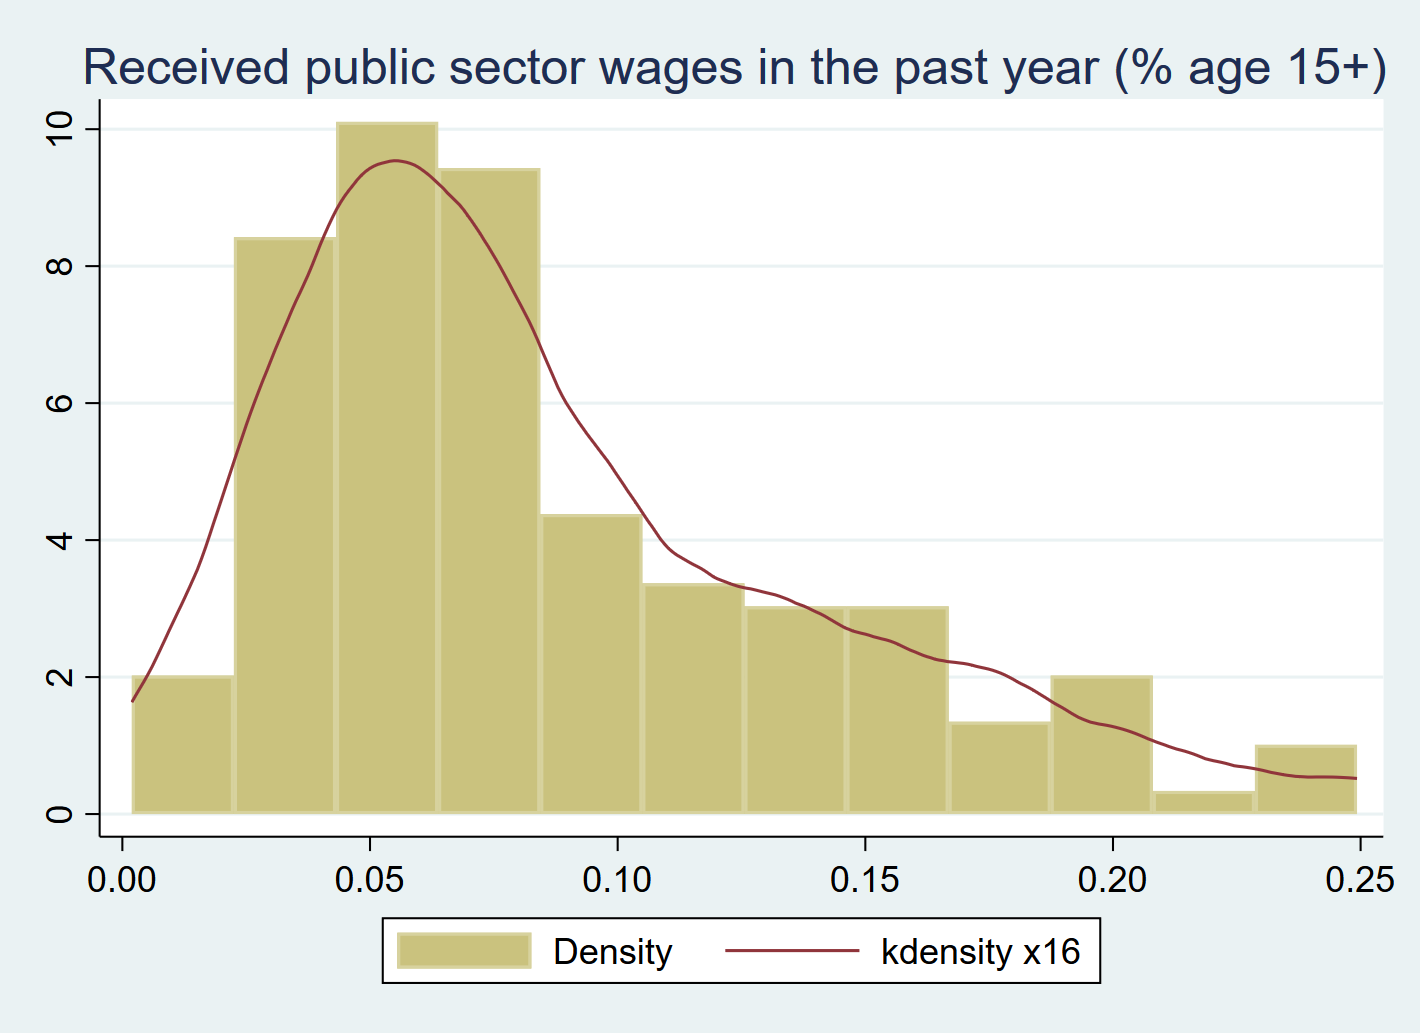 Received public sector wages in the past year (% age 15+)
10
8
6
4
2
0
0.00 0.05 0.10 0.15 0.20 0.25
Density kdensity x16